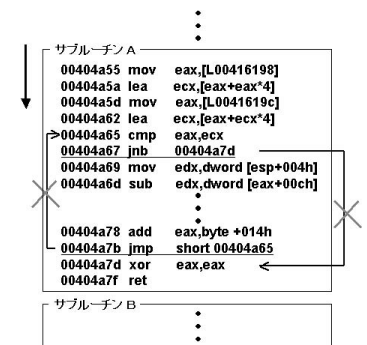 サブルーチン A
00404a55 mov eax,[L00416198]
00404a5a lea ecx,[eax+eax*4]
00404a5d mov eax,[L0041619c]
00404a62 lea ecx,[eax+ecx*4]
00404a65 cmp eax,ecx
00404a67 jnb 00404a7d
00404a69 mov edx,dword [esp+004h]
00404a6d sub edx,dword [eax+00ch]
00404a78 add eax,byte +014h
00404a7b jmp short 00404a65
00404a7d xor eax,eax
00404a7f ret
サブルーチン B